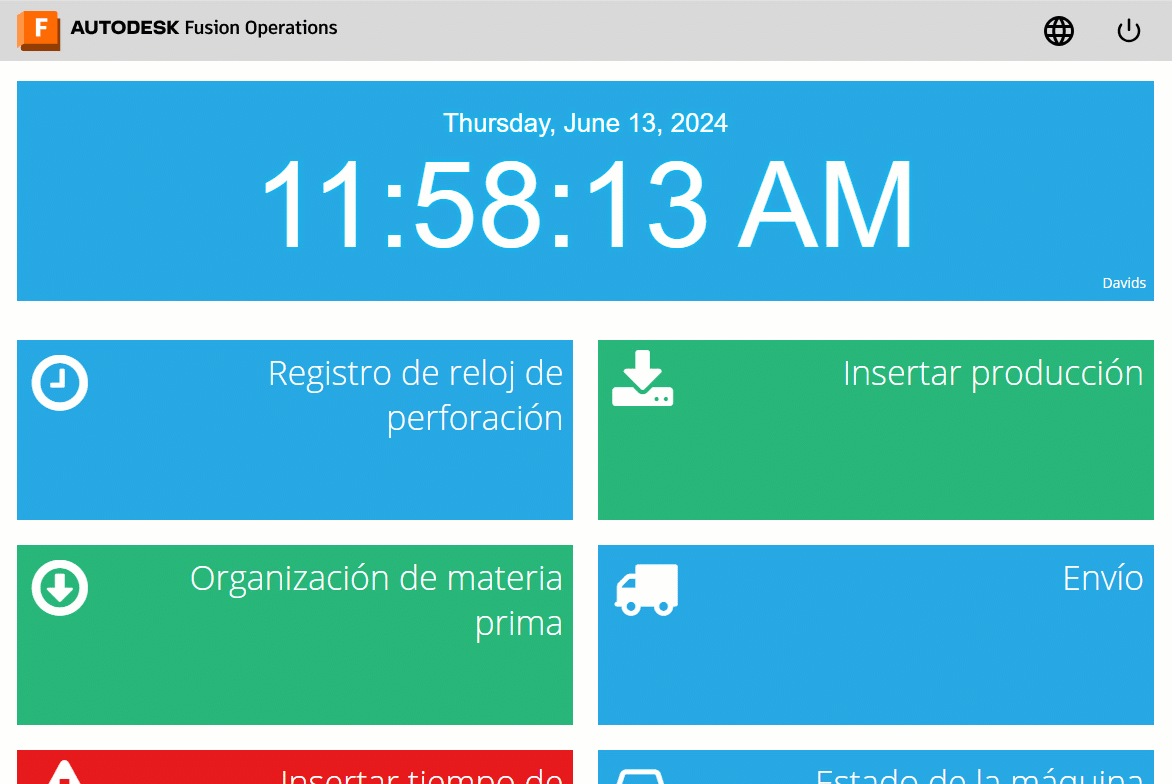 F AUTODESK Fusion Operations
Thursday, June 13, 2024
11:58:13 AM
Davids
Registro de reloj de
perforación
Insertar producción
Organización de materia
prima
Envío
Insertar tiempo de
Estado de la máquina